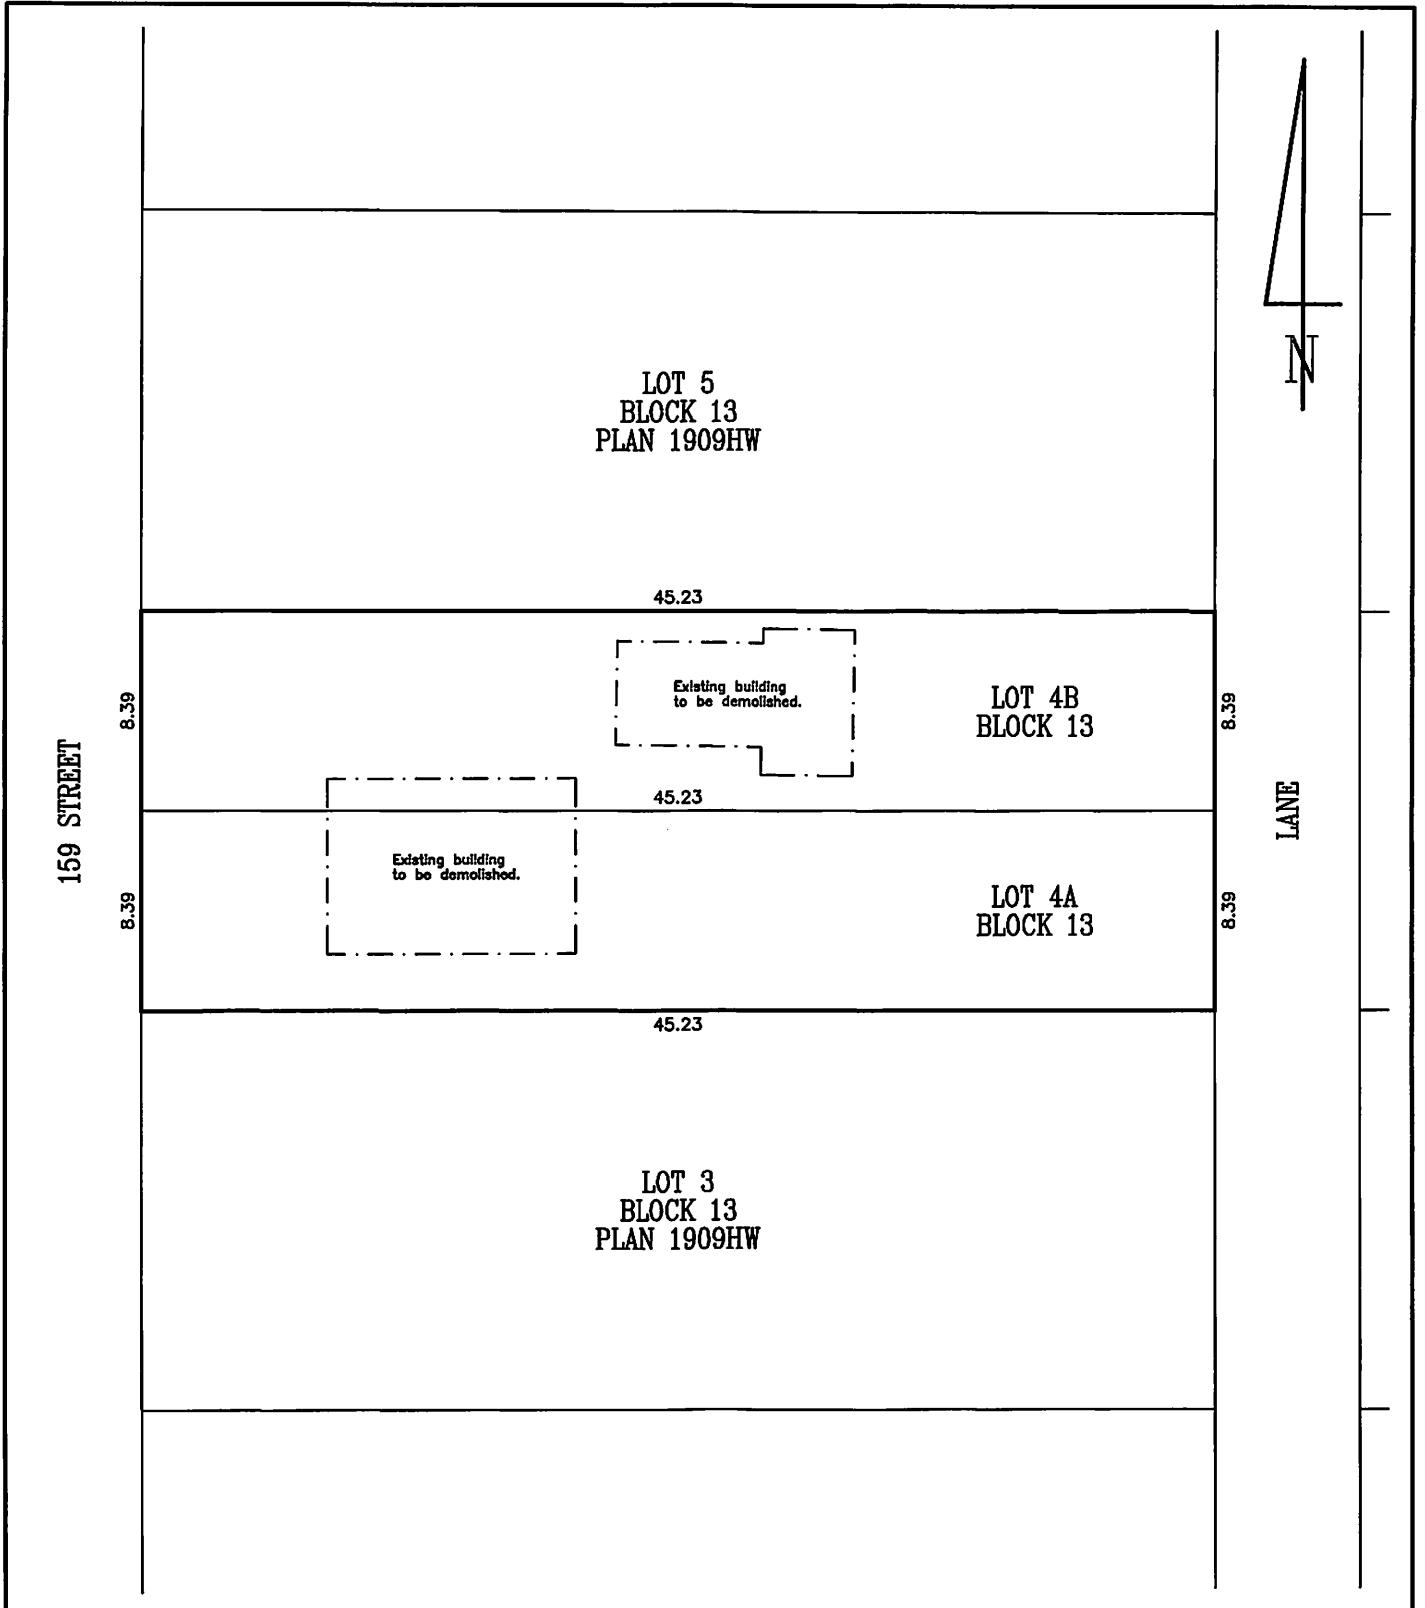 N
LOT 5
BLOCK 13
PLAN 1909HW
45.23
Existing building
to be demolished.
LOT 4B
BLOCK 13
8.39
8.39
159 STREET
LANE
45.23
Existing building
to be demolished.
LOT 4A
BLOCK 13
8.39
8.39
45.23
LOT 3
BLOCK 13
PLAN 1909HW